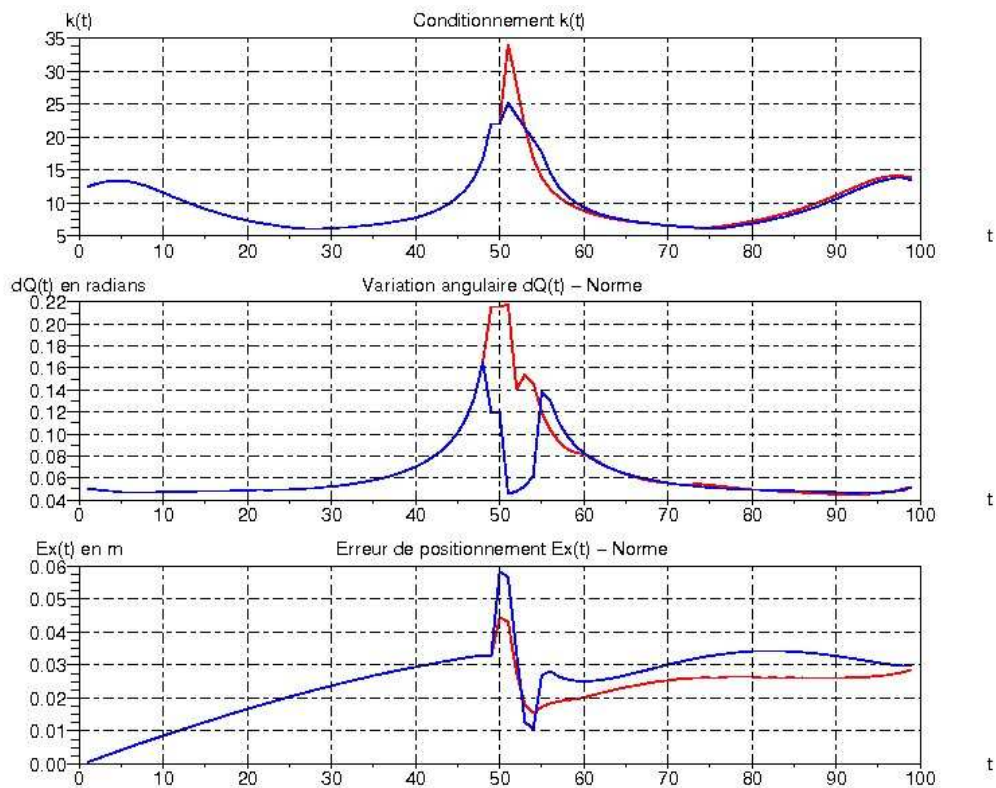 k(t)
Conditionnement k(t)
35
30
25
20
15
10
5
0 10 20 30 40 50 60 70 80 90 100
t
dQ(t) en radians
Variation angulaire dQ(t) – Norme
0.22
0.20
0.18
0.16
0.14
0.12
0.10
0.08
0.06
0.04
0 10 20 30 40 50 60 70 80 90 100
t
Ex(t) en m
Erreur de positionnement Ex(t) – Norme
0.06
0.05
0.04
0.03
0.02
0.01
0.00
0 10 20 30 40 50 60 70 80 90 100
t